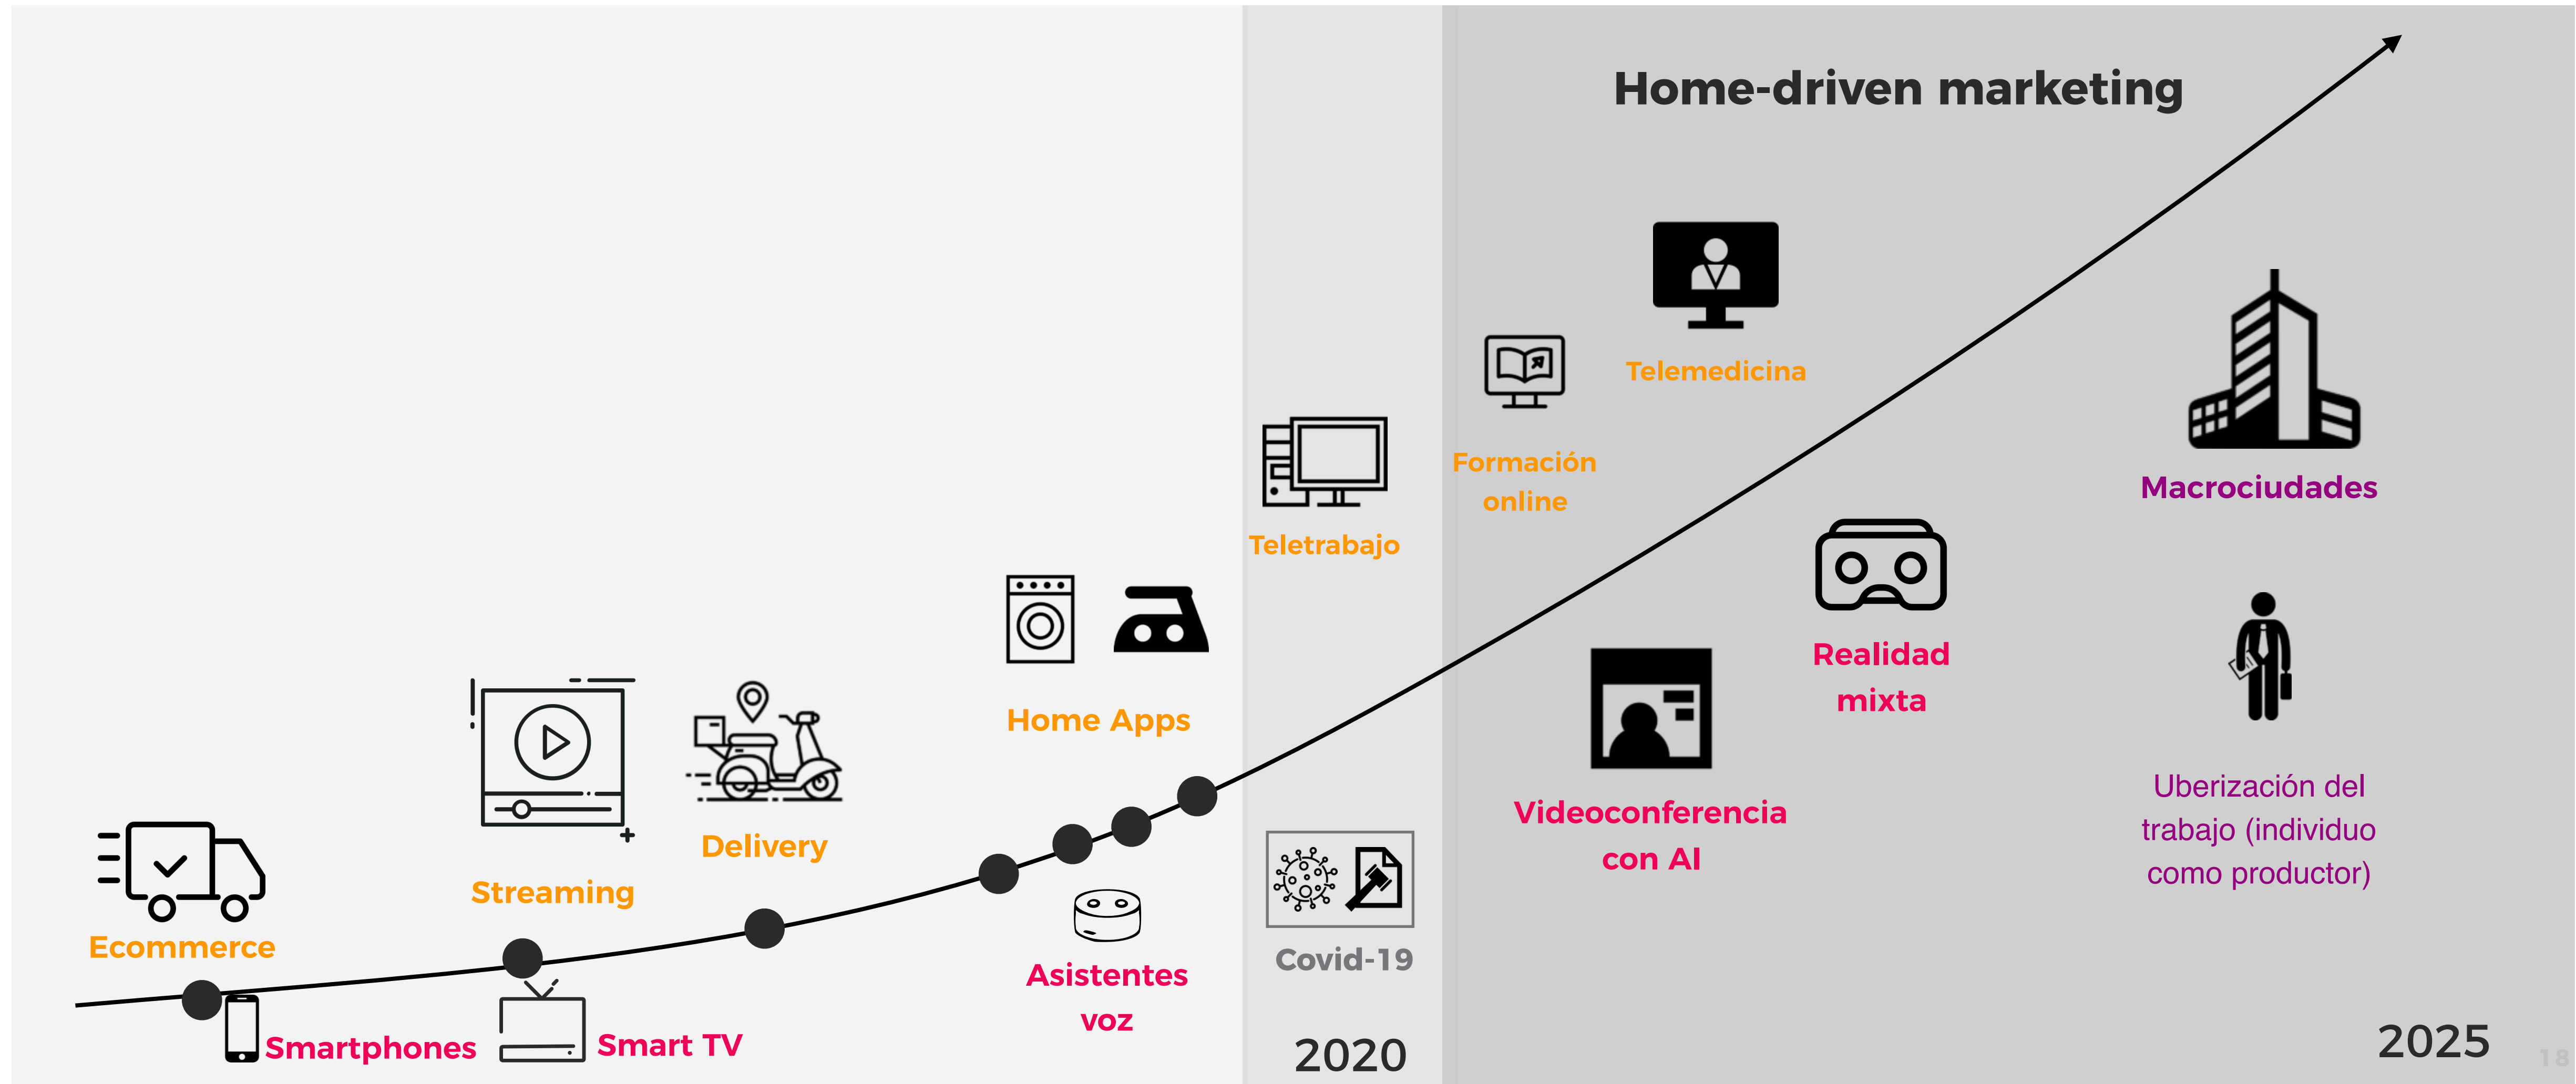 Home-driven marketing
Telemedicina
Formación
online
Macrociudades
Teletrabajo
Realidad
mixta
Home Apps
Videoconferencia
con AI
Uberización del
trabajo (individuo
como productor)
Delivery
Streaming
Ecommerce
Asistentes
voz
Covid-19
Smartphones
Smart TV
2020
2025
18